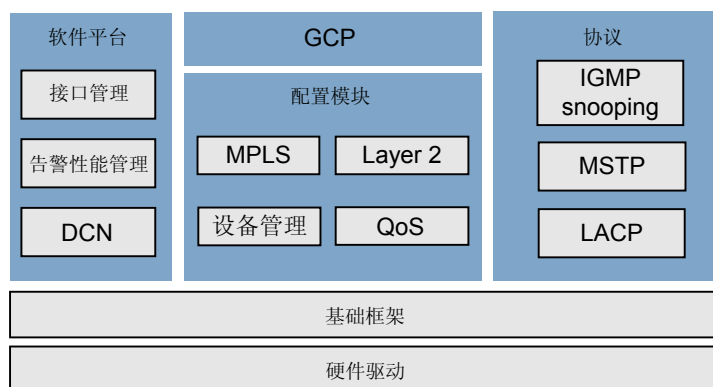 软件平台
接口管理
告警性能管理
DCN
GCP
配置模块
MPLS
Layer 2
设备管理
QoS
协议
IGMP
snooping
MSTP
LACP
基础框架
硬件驱动